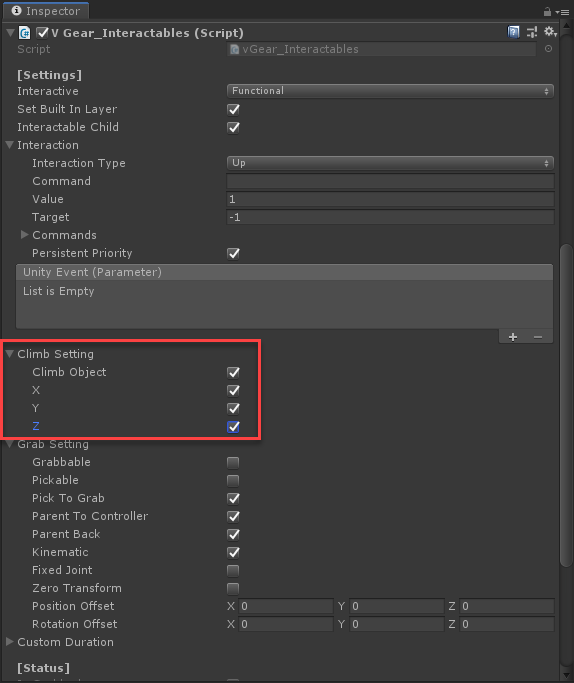 Inspector
V Gear_Interactables (Script)
Script vGear_Interactables
[Settings]
Interactive Functional
Set Built In Layer
Interactable Child
Interaction
Interaction Type Up
Command
Value 1
Target -1
Commands
Persistent Priority
Unity Event (Parameter)
List is Empty
Climb Setting
Climb Object
X
Y
Z
Grab Setting
Grabbable
Pickable
Pick To Grab
Parent To Controller
Parent Back
Kinematic
Fixed Joint
Zero Transform
Position Offset X 0 Y 0 Z 0
Rotation Offset X 0 Y 0 Z 0
Custom Duration
[Status]